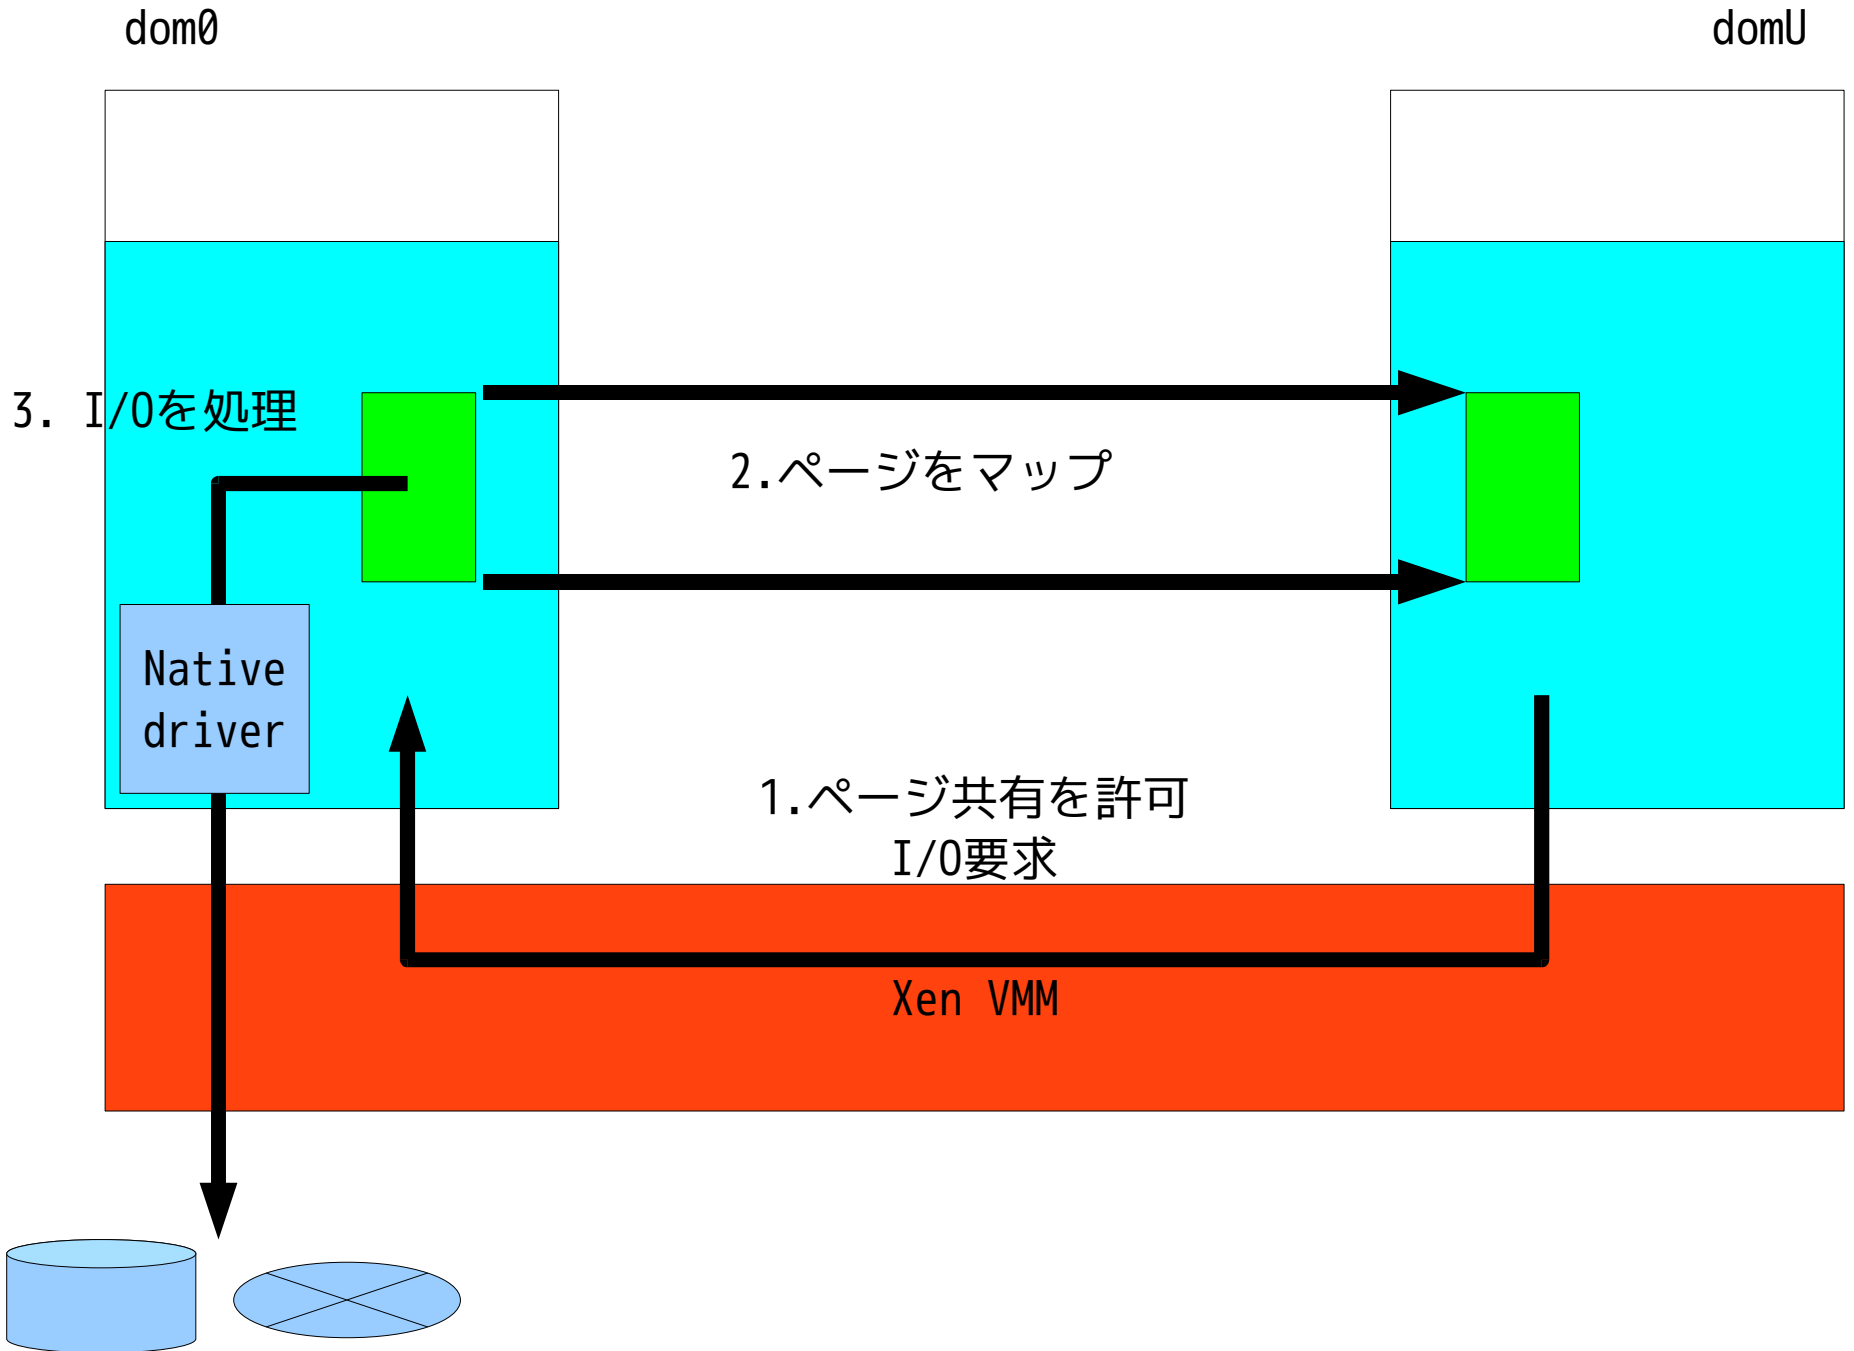 dom0
domU
3. I/Oを処理
2.ページをマップ
Native
driver
1.ページ共有を許可
I/O要求
Xen VMM